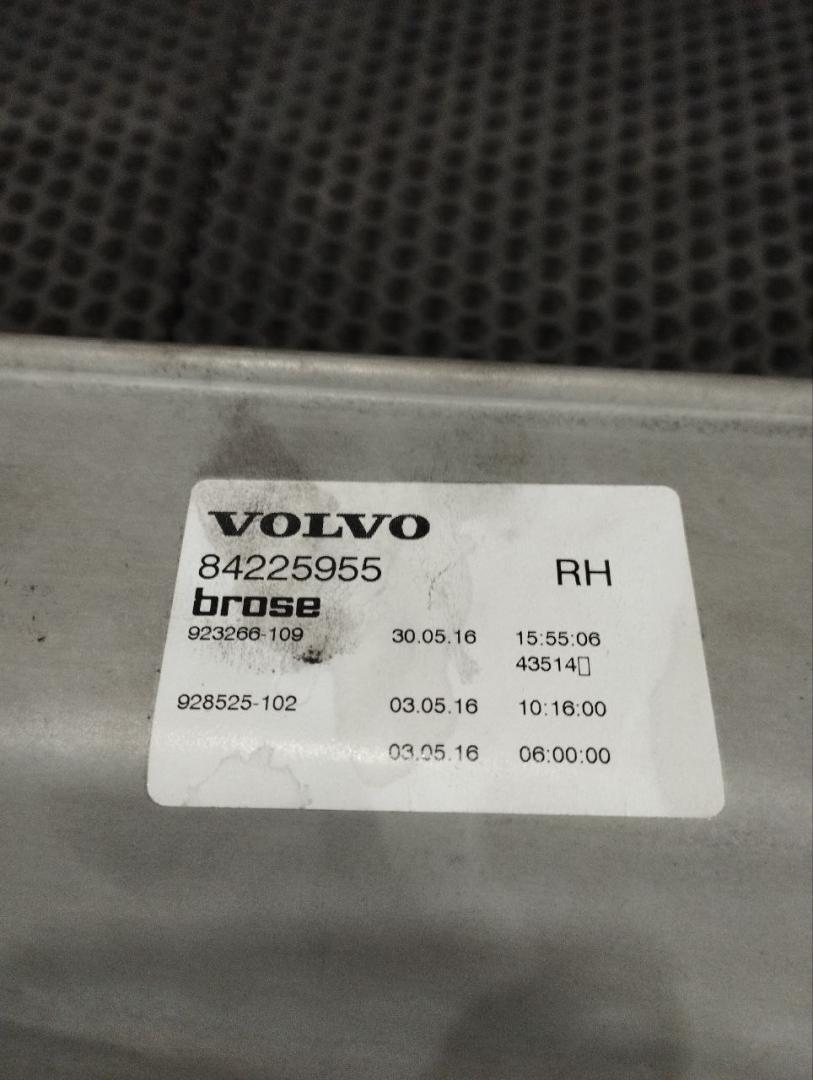 VOLVO
84225955 RH
brose
923266-109 30.05.16 15:55:06
43514▯
928525-102 03.05.16 10:16:00
03.05.16 06:00:00